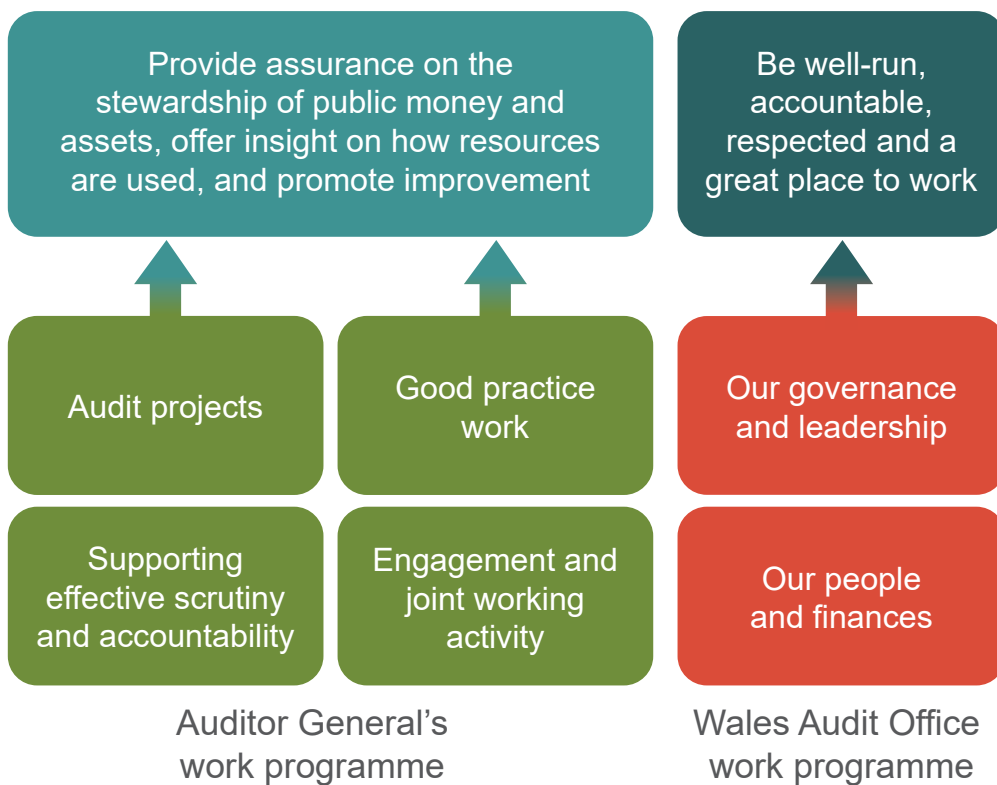 Provide assurance on the
stewardship of public money and
assets, offer insight on how resources
are used, and promote improvement
Be well-run,
accountable,
respected and a
great place to work
Audit projects
Good practice
work
Our governance
and leadership
Supporting
effective scrutiny
and accountability
Engagement and
joint working
activity
Our people
and finances
Auditor General’s
work programme
Wales Audit Office
work programme